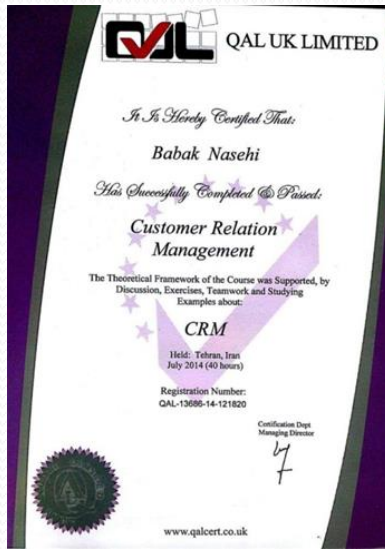 QAL
QAL UK LIMITED
It Is Hereby Certified That:
Babak Nasehi
Has Successfully Completed & Passed:
Customer Relation
Management
The Theoretical Framework of the Course was Supported, by
Discussion, Exercises, Teamwork and Studying
Examples about:
CRM
Held: Tehran, Iran
July 2014 (40 hours)
Registration Number:
QAL-13686-14-121820
Certification Dept
Managing Director
www.qalcert.co.uk